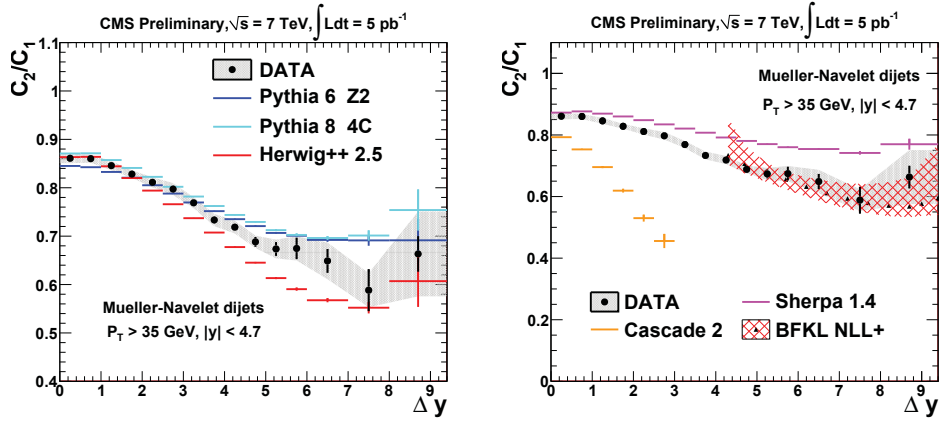 CMS Preliminary, √s = 7 TeV, ∫Ldt = 5 pb⁻¹
C₂/C₁
1.1
1
0.9
0.8
0.7
0.6
0.5
0.4
DATA
Pythia 6 Z2
Pythia 8 4C
Herwig++ 2.5
Mueller-Navelet dijets
P_T > 35 GeV, |y| < 4.7
0 1 2 3 4 5 6 7 8 9
Δ y
CMS Preliminary, √s = 7 TeV, ∫Ldt = 5 pb⁻¹
C₂/C₁
1
0.8
0.6
0.4
0.2
0
Mueller-Navelet dijets
P_T > 35 GeV, |y| < 4.7
DATA
Sherpa 1.4
Cascade 2
BFKL NLL+
0 1 2 3 4 5 6 7 8 9
Δ y